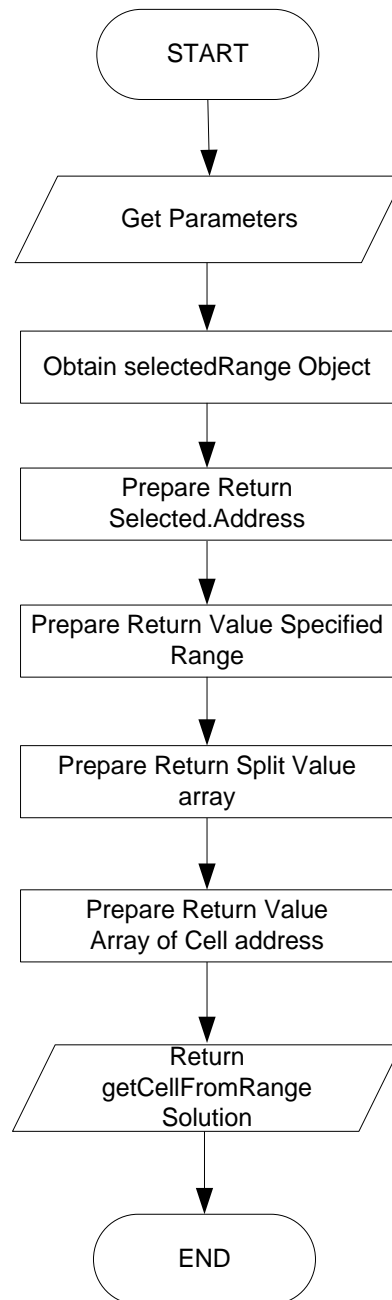 START
Get Parameters
Obtain selectedRange Object
Prepare Return
Selected.Address
Prepare Return Value Specified
Range
Prepare Return Split Value
array
Prepare Return Value
Array of Cell address
Return
getCellFromRange
Solution
END